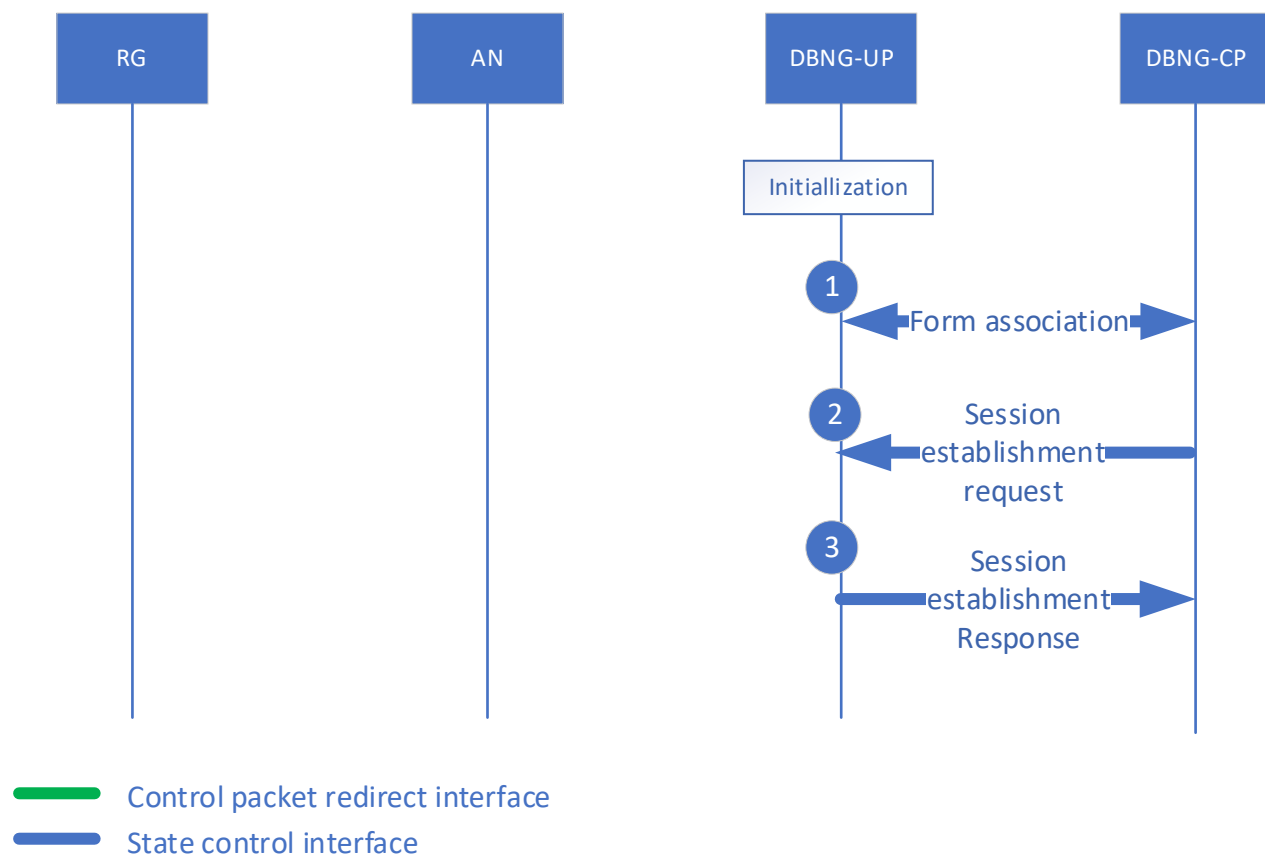 RG
AN
DBNG-UP
DBNG-CP
Initiallization
1
Form association
2
Session
establishment
request
3
Session
establishment
Response
Control packet redirect interface
State control interface